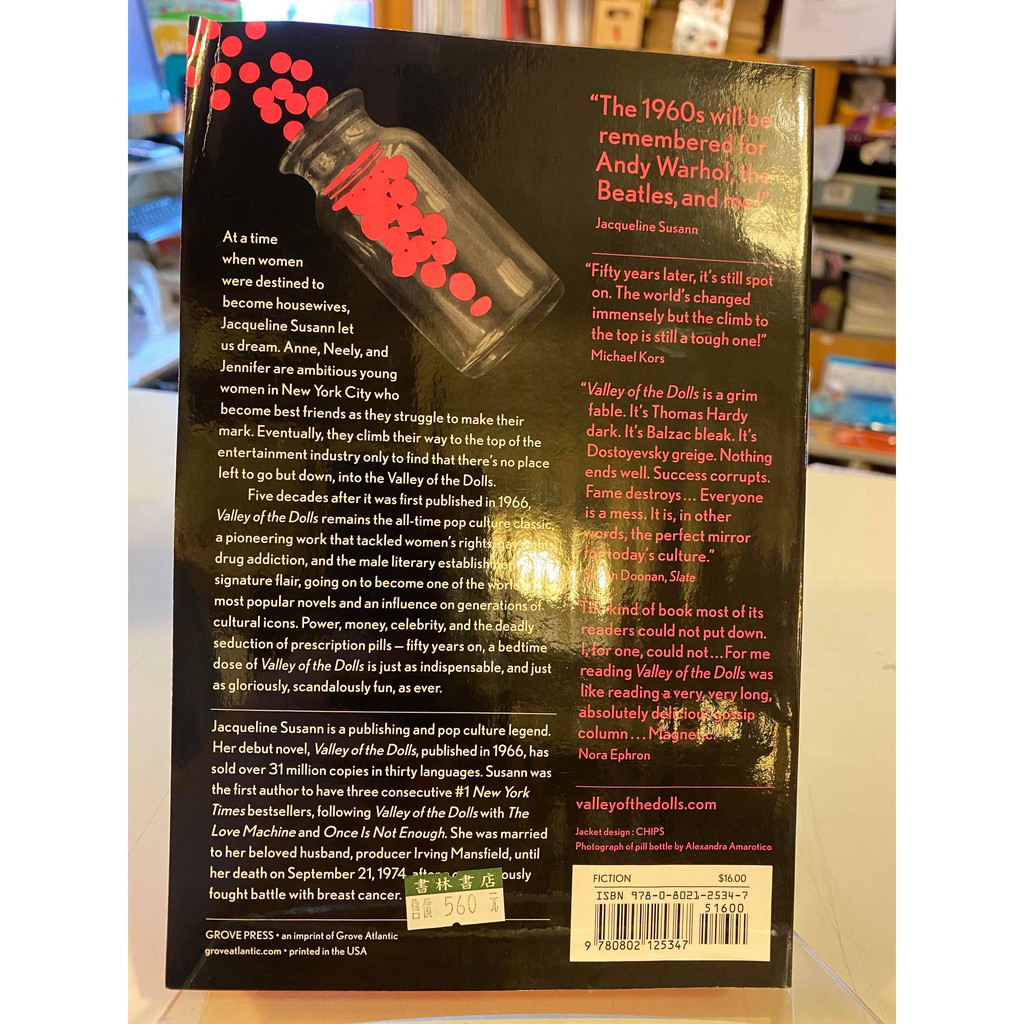 At a time
when women
were destined to
become housewives,
Jacqueline Susann let
us dream. Anne, Neely, and
Jennifer are ambitious young
women in New York City who
become best friends as they struggle to make their
mark. Eventually, they climb their way to the top of the
entertainment industry only to find that there's no place
left to go but down, into the Valley of the Dolls.
Five decades after it was first published in 1966,
Valley of the Dolls remains the all-time pop culture classic,
a pioneering work that tackled women's rights,
drug addiction, and the male literary
signature flair, going on to become one of the
most popular novels and an influence on generations of
cultural icons. Power, money, celebrity, and the deadly
seduction of prescription pills — fifty years on, a bedtime
dose of Valley of the Dolls is just as indispensable, and just
as gloriously, scandalously fun, as ever.
Jacqueline Susann is a publishing and pop culture legend.
Her debut novel, Valley of the Dolls, published in 1966, has
sold over 31 million copies in thirty languages. Susann was
the first author to have three consecutive #1 New York
Times bestsellers, following Valley of the Dolls with The
Love Machine and Once Is Not Enough. She was married
to her beloved husband, producer Irving Mansfield, until
her death on September 21, 1974,
fought battle with breast cancer.
書林書店
售價 560 元
GROVE PRESS • an imprint of Grove Atlantic
groveatlantic.com • printed in the USA
"The 1960s will be
remembered for
Andy Warhol, the
Beatles, and me!"
Jacqueline Susann
"Fifty years later, it's still spot
on. The world's changed
immensely but the climb to
the top is still a tough one!"
Michael Kors
"Valley of the Dolls is a grim
fable. It's Thomas Hardy
dark. It's Balzac bleak. It's
Dostoyevsky greige. Nothing
ends well. Success corrupts.
Fame destroys... Everyone
is a mess. It is, in other
words, the perfect mirror
for today's culture."
Doonan, Slate
The kind of book most of its
readers could not put down.
I, for one, could not... For me
reading Valley of the Dolls was
like reading a very, very long,
absolutely delicious gossip
column... Magnetic
Nora Ephron
valleyofthedolls.com
Jacket design : CHIPS
Photograph of pill bottle by Alexandra Amarotico
FICTION $16.00
ISBN 978-0-8021-2534-7
51600
9 780802 125347